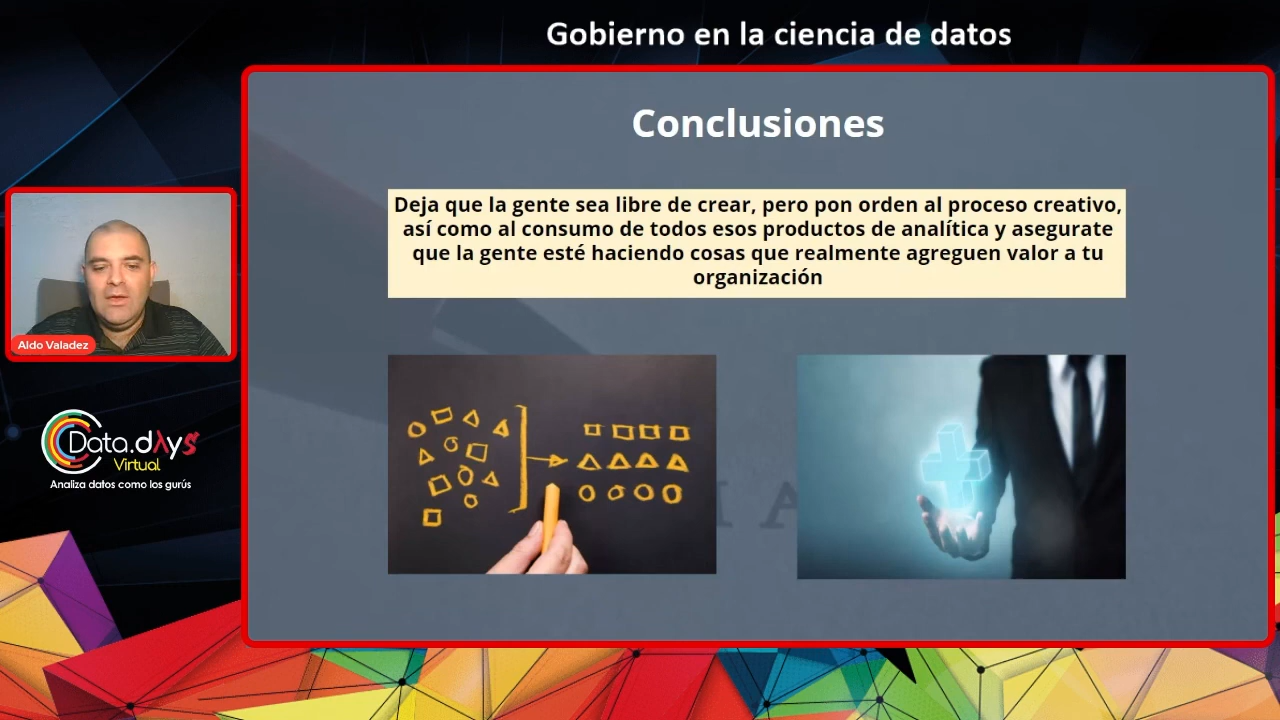 Gobierno en la ciencia de datos
Conclusiones
Deja que la gente sea libre de crear, pero pon orden al proceso creativo,
así como al consumo de todos esos productos de analítica y asegurate
que la gente esté haciendo cosas que realmente agreguen valor a tu
organización
Aldo Valadez
Data.dλys
Virtual
Analiza datos como los gurús